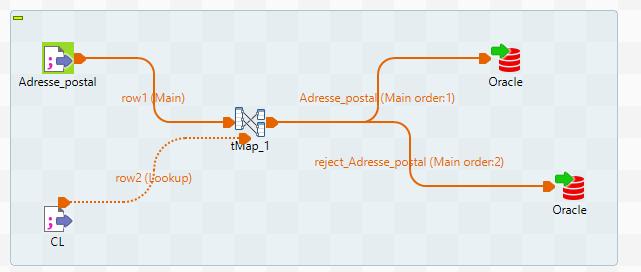 Adresse_postal
Oracle
row1 (Main)
Adresse_postal (Main order:1)
tMap_1
reject_Adresse_postal (Main order:2)
row2 (Lookup)
Oracle
CL